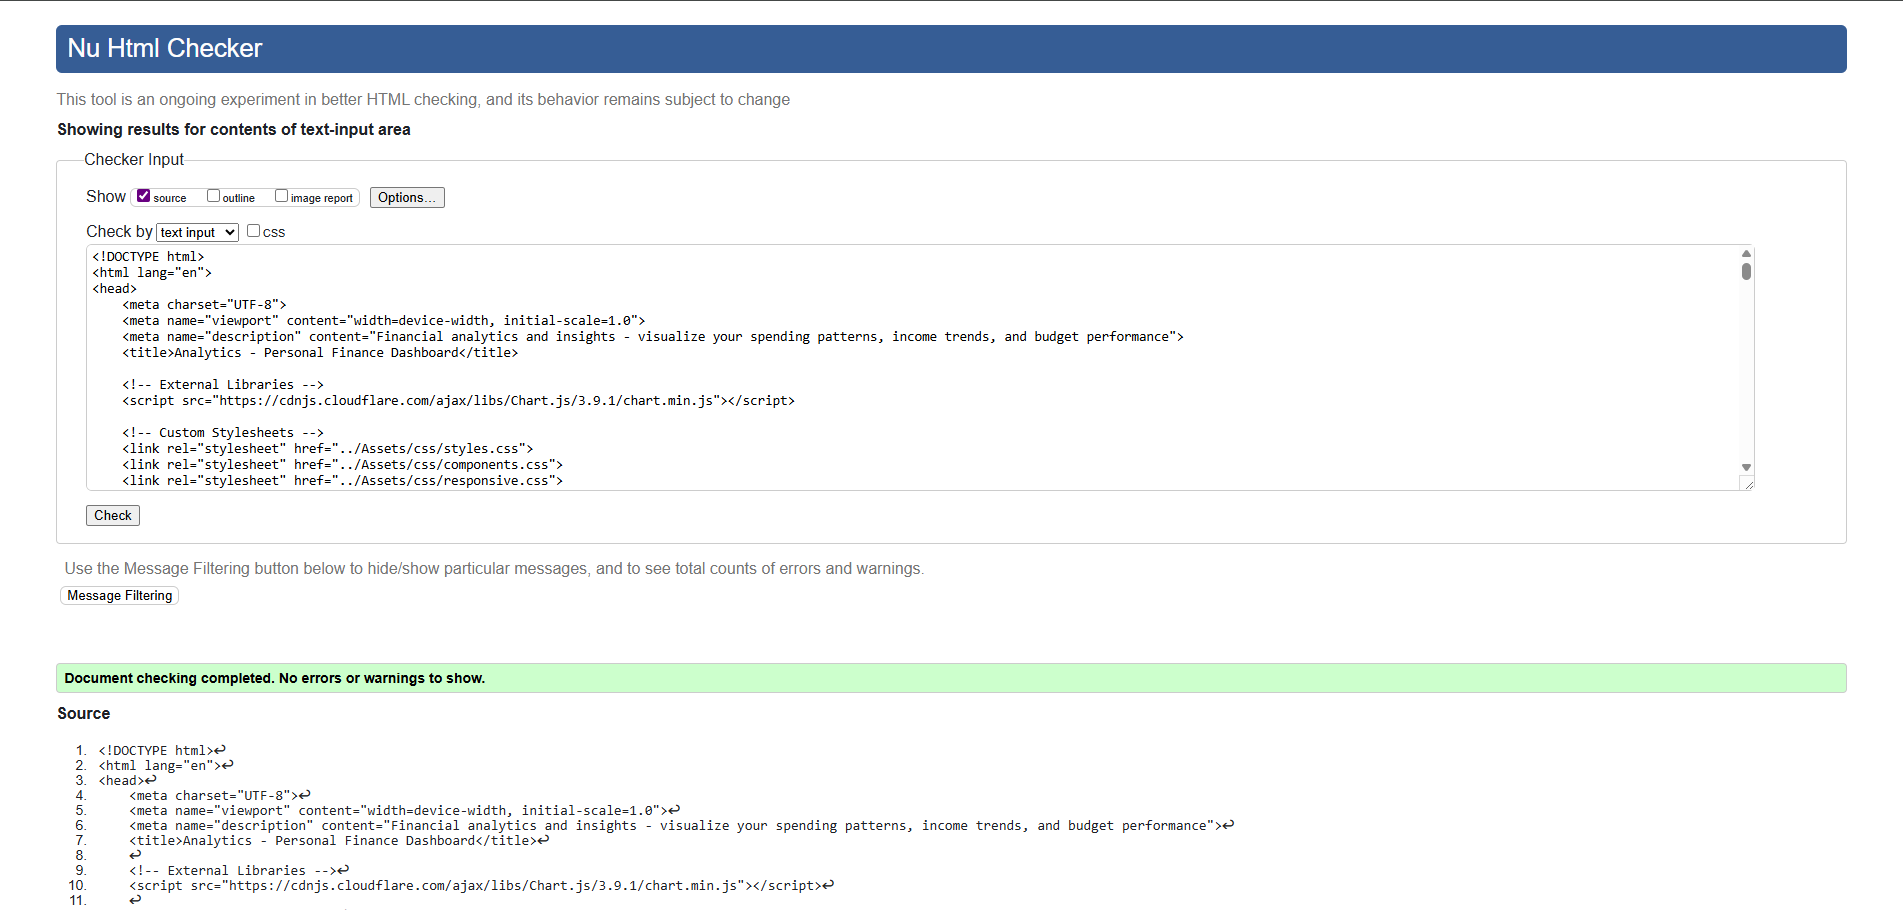 Nu Html Checker
This tool is an ongoing experiment in better HTML checking, and its behavior remains subject to change
Showing results for contents of text-input area
Checker Input
Show source outline image report Options...
Check by text input css
<!DOCTYPE html>
<html lang="en">
<head>
    <meta charset="UTF-8">
    <meta name="viewport" content="width=device-width, initial-scale=1.0">
    <meta name="description" content="Financial analytics and insights - visualize your spending patterns, income trends, and budget performance">
    <title>Analytics - Personal Finance Dashboard</title>
    <!-- External Libraries -->
    <script src="https://cdnjs.cloudflare.com/ajax/libs/Chart.js/3.9.1/chart.min.js"></script>
    <!-- Custom Stylesheets -->
    <link rel="stylesheet" href="../Assets/css/styles.css">
    <link rel="stylesheet" href="../Assets/css/components.css">
    <link rel="stylesheet" href="../Assets/css/responsive.css">
Check
Use the Message Filtering button below to hide/show particular messages, and to see total counts of errors and warnings.
Message Filtering
Document checking completed. No errors or warnings to show.
Source
1. <!DOCTYPE html>↩
2. <html lang="en">↩
3. <head>↩
4.     <meta charset="UTF-8">↩
5.     <meta name="viewport" content="width=device-width, initial-scale=1.0">↩
6.     <meta name="description" content="Financial analytics and insights - visualize your spending patterns, income trends, and budget performance">↩
7.     <title>Analytics - Personal Finance Dashboard</title>↩
8.     ↩
9.     <!-- External Libraries -->↩
10.     <script src="https://cdnjs.cloudflare.com/ajax/libs/Chart.js/3.9.1/chart.min.js"></script>↩
11.     ↩